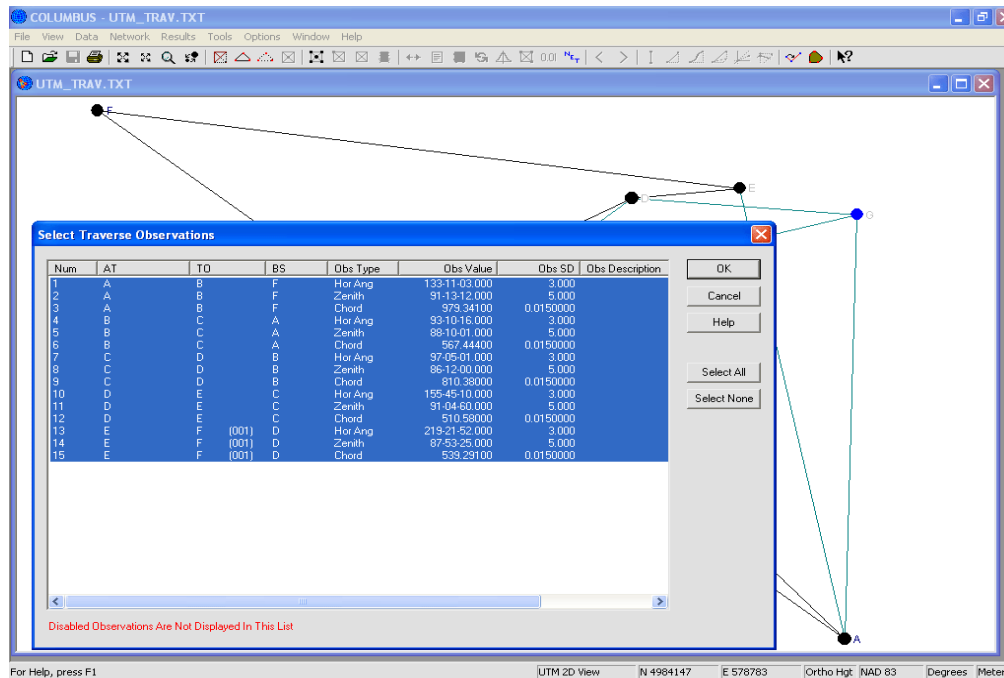 COLUMBUS - UTM_TRAV.TXT
File View Data Network Results Tools Options Window Help
0.01
UTM_TRAV.TXT
F
E
D
G
Select Traverse Observations
Num AT TO BS Obs Type Obs Value Obs SD Obs Description
1 A B F Hor Ang 133-11-03.000 3.000
2 A B F Zenith 91-13-12.000 5.000
3 A B F Chord 979.34100 0.0150000
4 B C A Hor Ang 93-10-16.000 3.000
5 B C A Zenith 88-10-01.000 5.000
6 B C A Chord 567.44400 0.0150000
7 C D B Hor Ang 97-05-01.000 3.000
8 C D B Zenith 86-12-00.000 5.000
9 C D B Chord 810.38000 0.0150000
10 D E C Hor Ang 155-45-10.000 3.000
11 D E C Zenith 91-04-60.000 5.000
12 D E C Chord 510.58000 0.0150000
13 E F (001) D Hor Ang 219-21-52.000 3.000
14 E F (001) D Zenith 87-53-25.000 5.000
15 E F (001) D Chord 539.29100 0.0150000
OK
Cancel
Help
Select All
Select None
Disabled Observations Are Not Displayed In This List
A
For Help, press F1
UTM 2D View N 4984147 E 578783 Ortho Hgt NAD 83 Degrees Meter